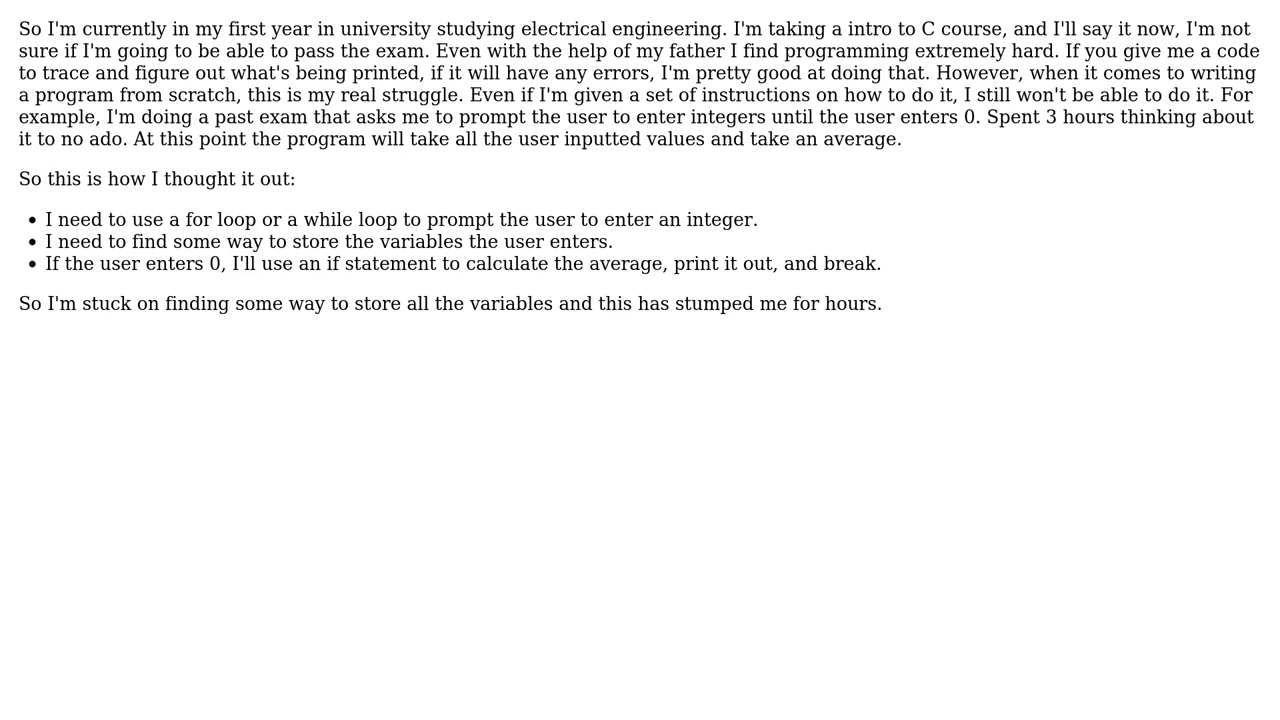 So I'm currently in my first year in university studying electrical engineering. I'm taking a intro to C course, and I'll say it now, I'm not
sure if I'm going to be able to pass the exam. Even with the help of my father I find programming extremely hard. If you give me a code
to trace and figure out what's being printed, if it will have any errors, I'm pretty good at doing that. However, when it comes to writing
a program from scratch, this is my real struggle. Even if I'm given a set of instructions on how to do it, I still won't be able to do it. For
example, I'm doing a past exam that asks me to prompt the user to enter integers until the user enters 0. Spent 3 hours thinking about
it to no ado. At this point the program will take all the user inputted values and take an average.
So this is how I thought it out:
• I need to use a for loop or a while loop to prompt the user to enter an integer.
• I need to find some way to store the variables the user enters.
• If the user enters 0, I'll use an if statement to calculate the average, print it out, and break.
So I'm stuck on finding some way to store all the variables and this has stumped me for hours.